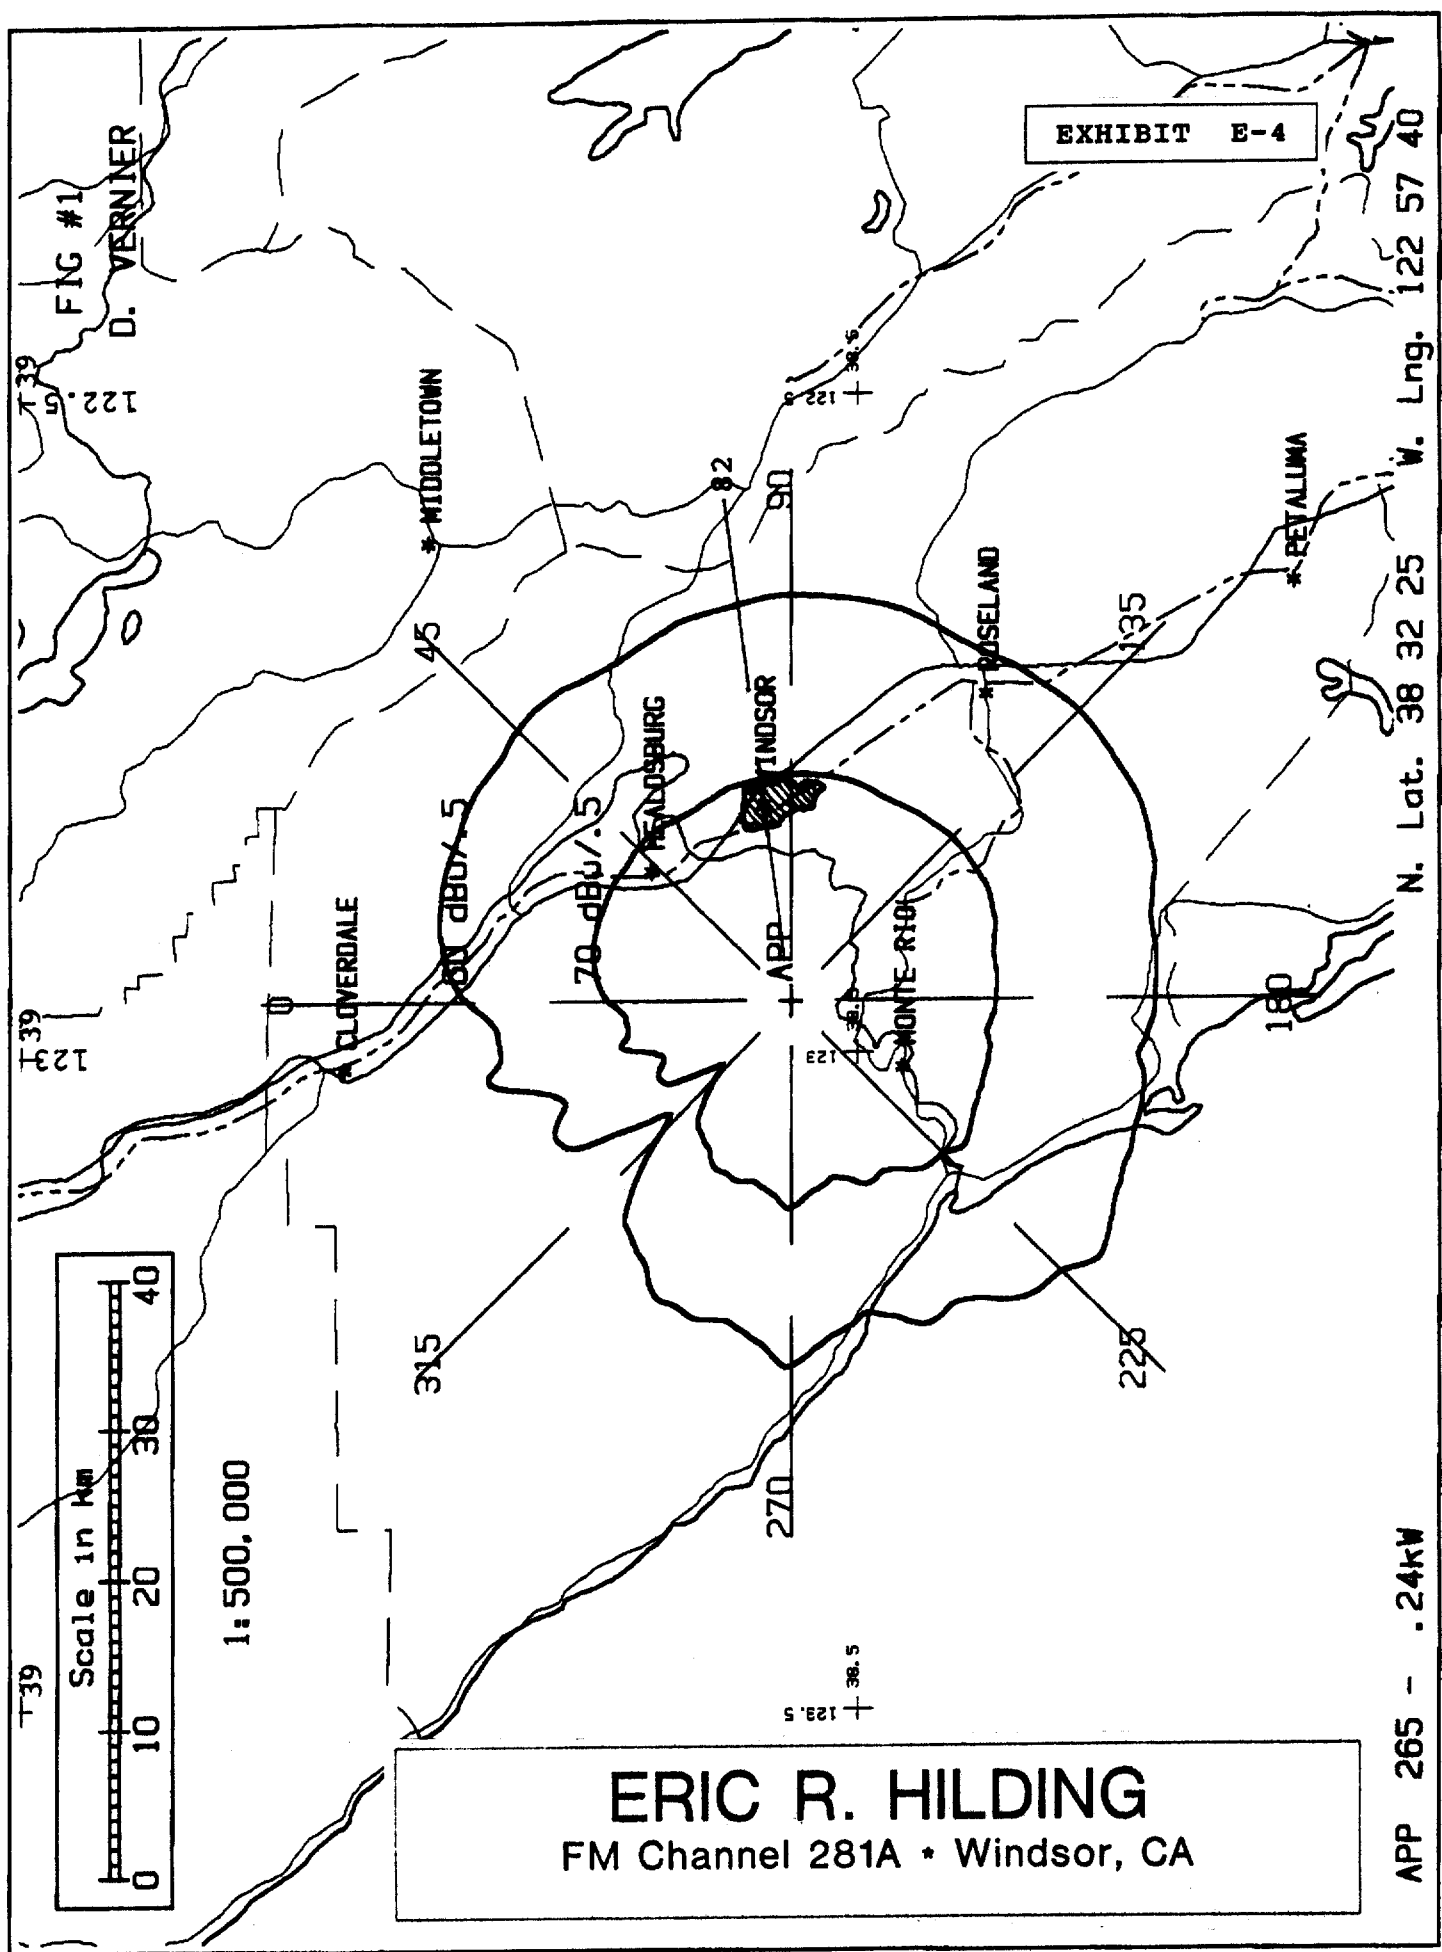 EXHIBIT E-4
FIG #1
D. VERNIER
39
122.5
39
123
39
MIDDLETOWN
CLOVERDALE
HEALDSBURG
WINDSOR
ROSELAND
PETALUMA
MONTE RIO
APP
60 dBU/.5
70 dBU/.5
0
45
82
90
135
180
225
270
315
122.5
38.5
123
38.5
123.5
38.5
Scale in km
0 10 20 30 40
1:500,000
ERIC R. HILDING
FM Channel 281A * Windsor, CA
APP 265 - .24kW N. Lat. 38 32 25 W. Lng. 122 57 40